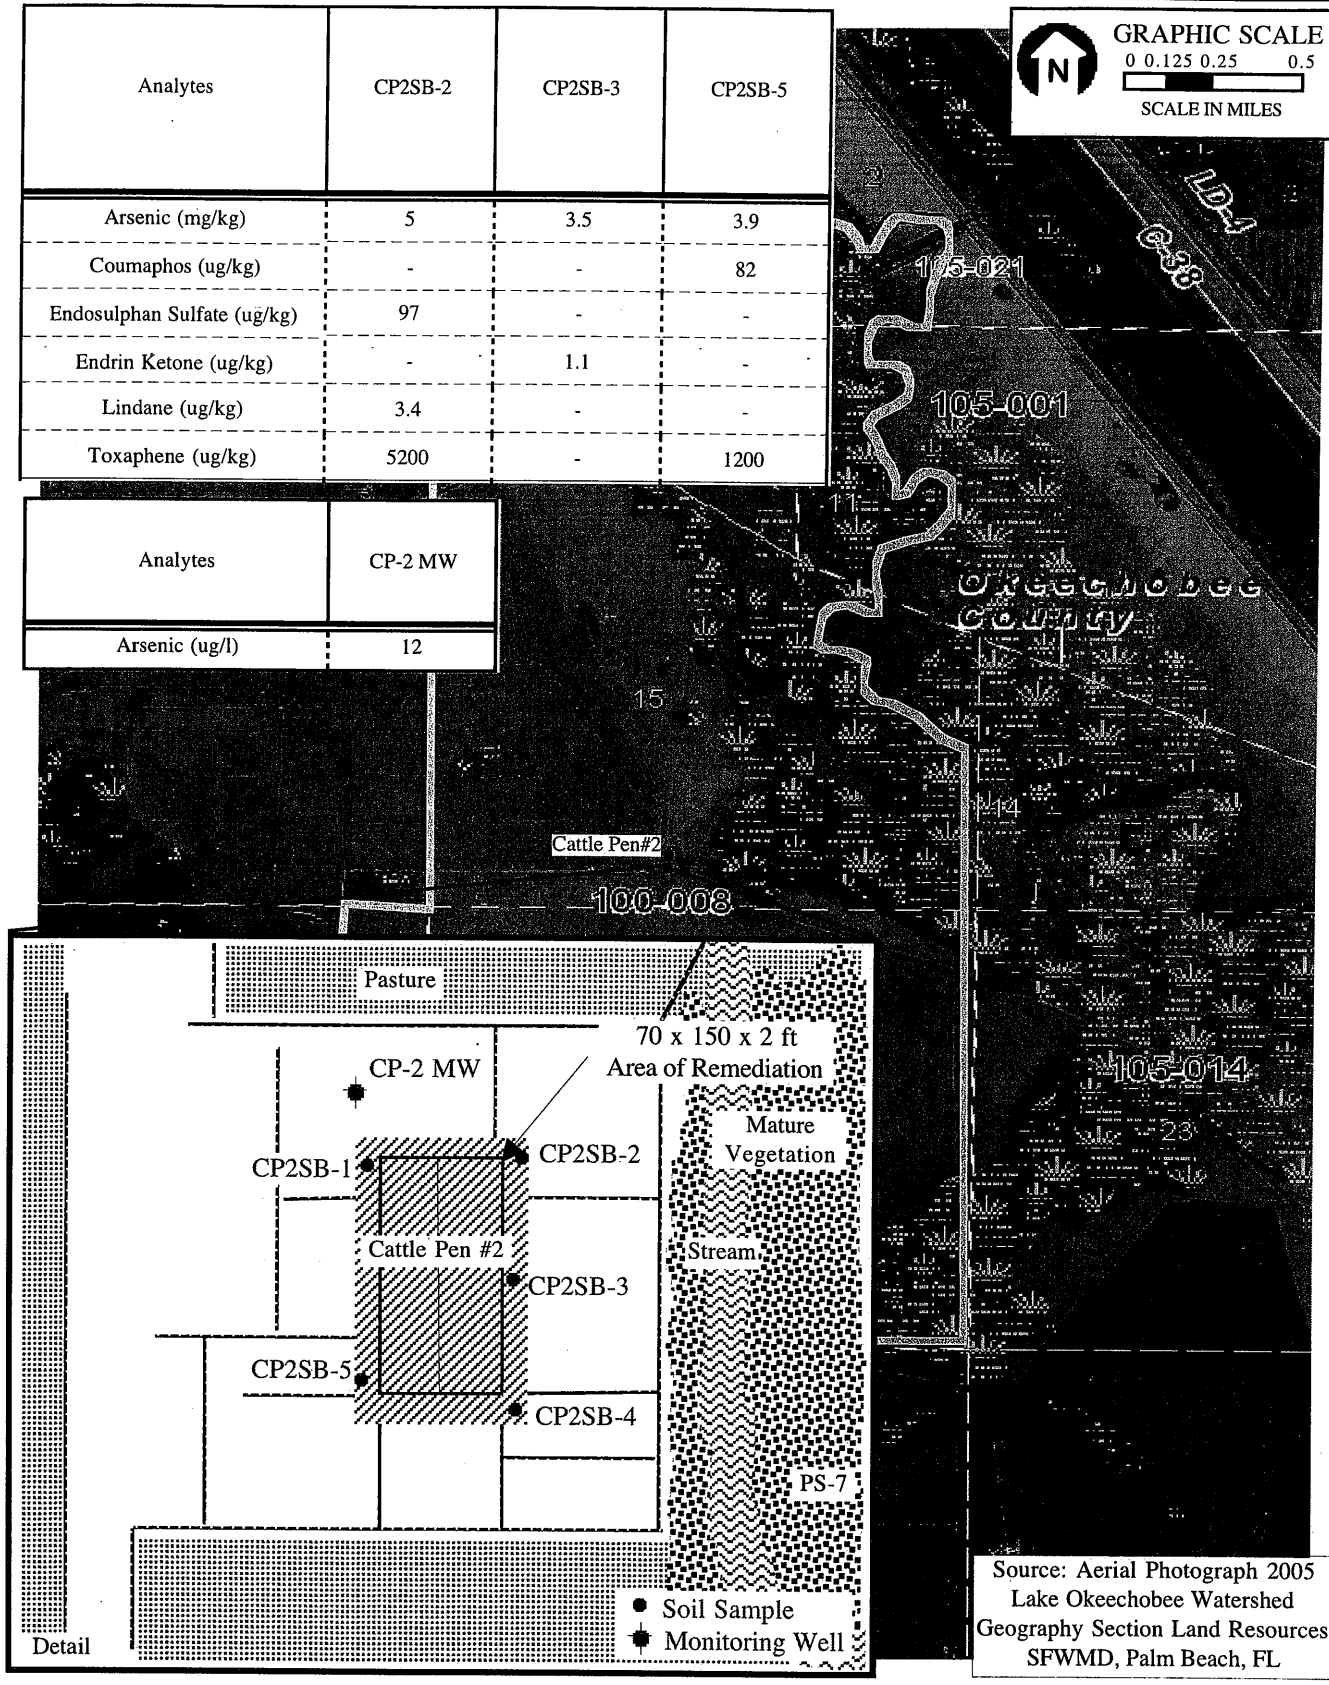 Analytes CP2SB-2 CP2SB-3 CP2SB-5
Arsenic (mg/kg) 5 3.5 3.9
Coumaphos (ug/kg) - - 82
Endosulphan Sulfate (ug/kg) 97 - -
Endrin Ketone (ug/kg) - 1.1 -
Lindane (ug/kg) 3.4 - -
Toxaphene (ug/kg) 5200 - 1200
Analytes CP-2 MW
Arsenic (ug/l) 12
N
GRAPHIC SCALE
0 0.125 0.25 0.5
SCALE IN MILES
2
LD-4
C-38
105-021
105-001
11
Okeechobee
County
15
14
Cattle Pen#2
100-008
105-014
23
Pasture
70 x 150 x 2 ft
Area of Remediation
CP-2 MW
Mature
Vegetation
CP2SB-1
CP2SB-2
Cattle Pen #2
Stream
CP2SB-3
CP2SB-5
CP2SB-4
PS-7
Soil Sample
Monitoring Well
Detail
Source: Aerial Photograph 2005
Lake Okeechobee Watershed
Geography Section Land Resources
SFWMD, Palm Beach, FL